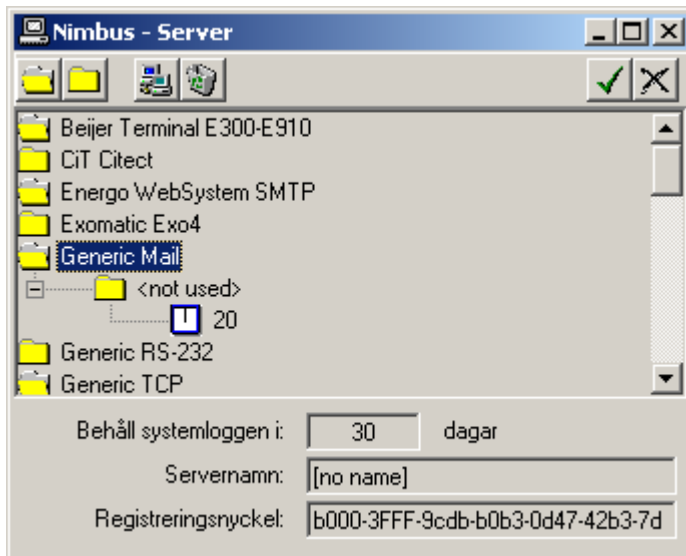 Nimbus - Server
Beijer Terminal E300-E910
CiT Citect
Energo WebSystem SMTP
Exomatic Exo4
Generic Mail
<not used>
20
Generic RS-232
Generic TCP
Behåll systemloggen i: 30 dagar
Servernamn: [no name]
Registreringsnyckel: b000-3FFF-9cdb-b0b3-0d47-42b3-7d